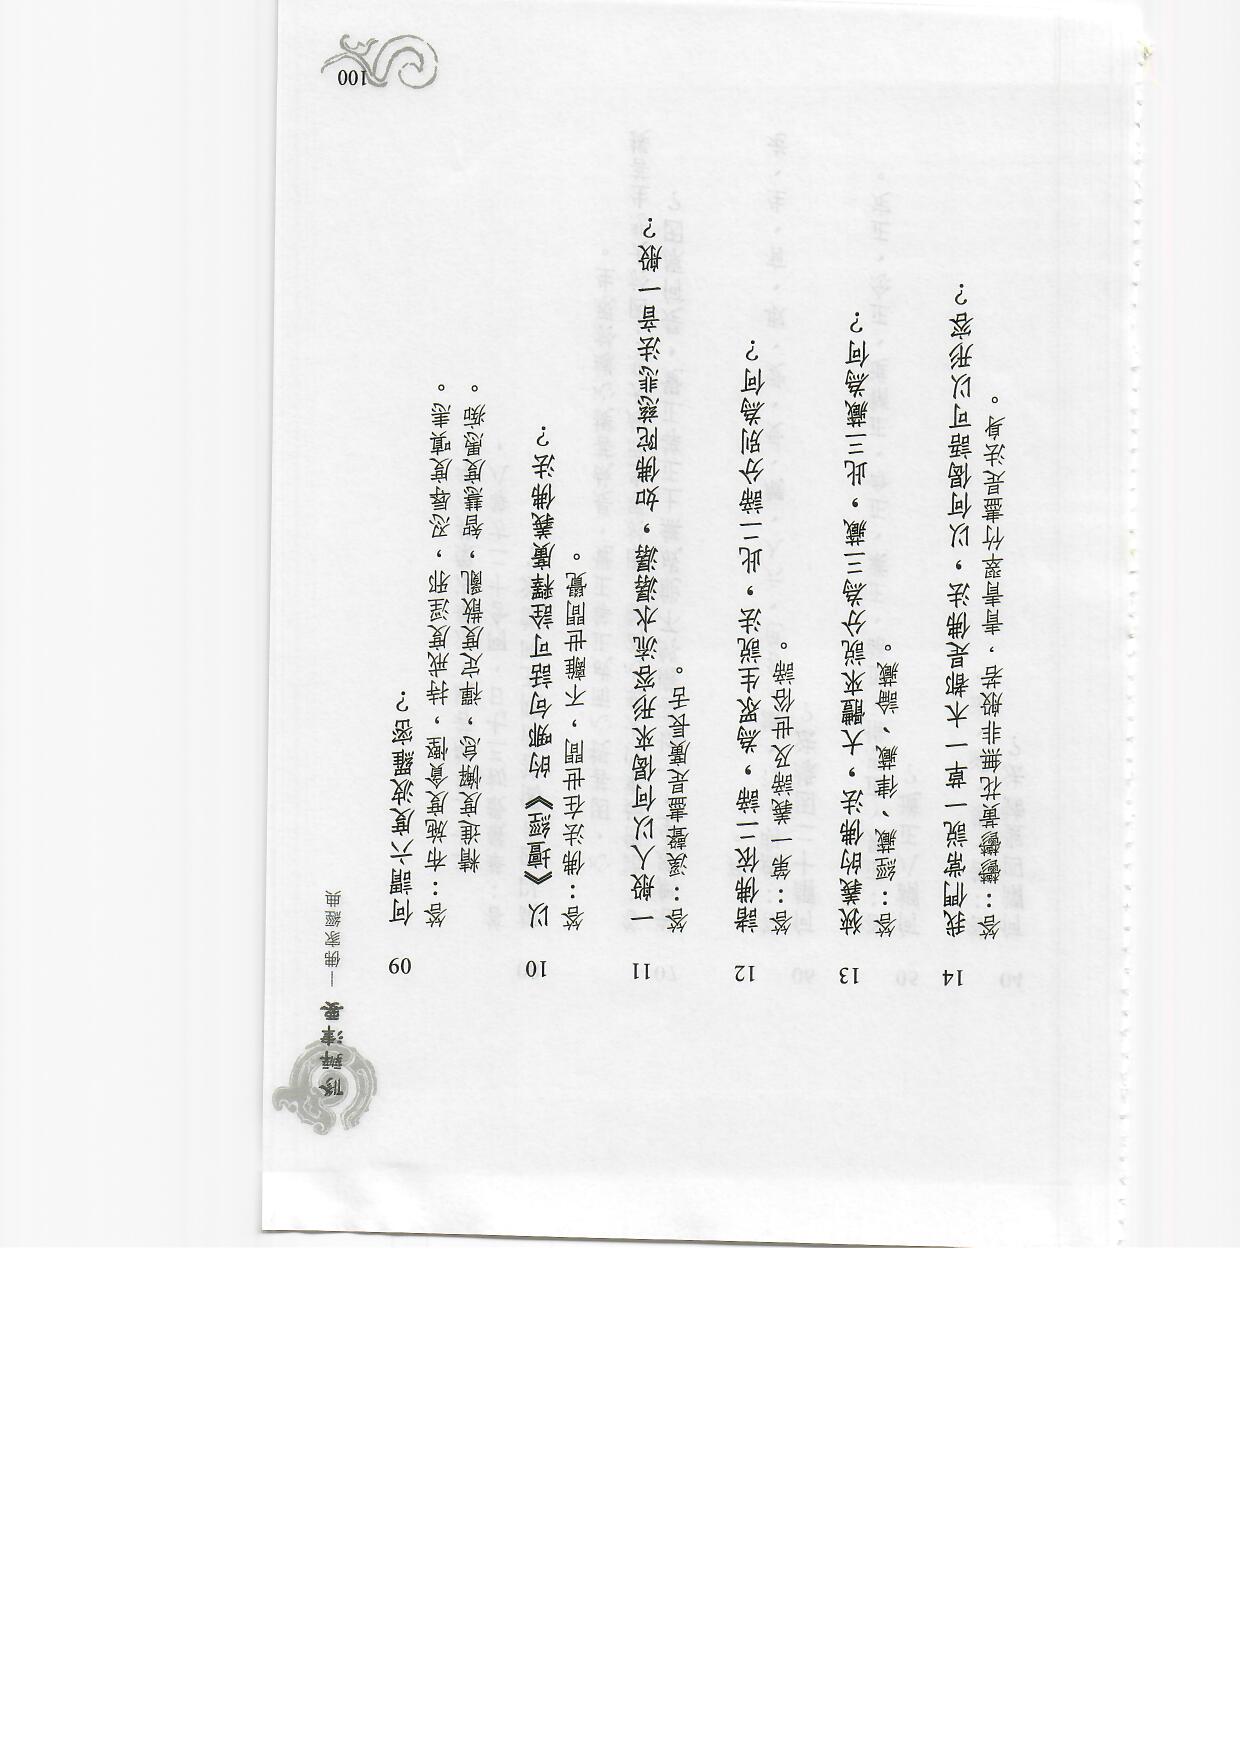 修辦津要
—佛家經典
09 何謂六度波羅密?
答:布施度貪慳,持戒度淫邪,忍辱度嗔恚。
精進度懈怠,禪定度散亂,智慧度愚痴。
10 以《壇經》的哪句話可詮釋廣義佛法?
答:佛法在世間,不離世間覺。
11 一般人以何偈來形容流水潺潺,如佛陀慈悲法音一般?
答:溪聲盡是廣長舌。
12 諸佛依二諦,為眾生說法,此二諦分別為何?
答:第一義諦及世俗諦。
13 狹義的佛法,大體來說分為三藏,此三藏為何?
答:經藏、律藏、論藏。
14 我們常說一草一木都是佛法,以何偈語可以形容?
答:鬱鬱黃花無非般若,青青翠竹盡是法身。
100